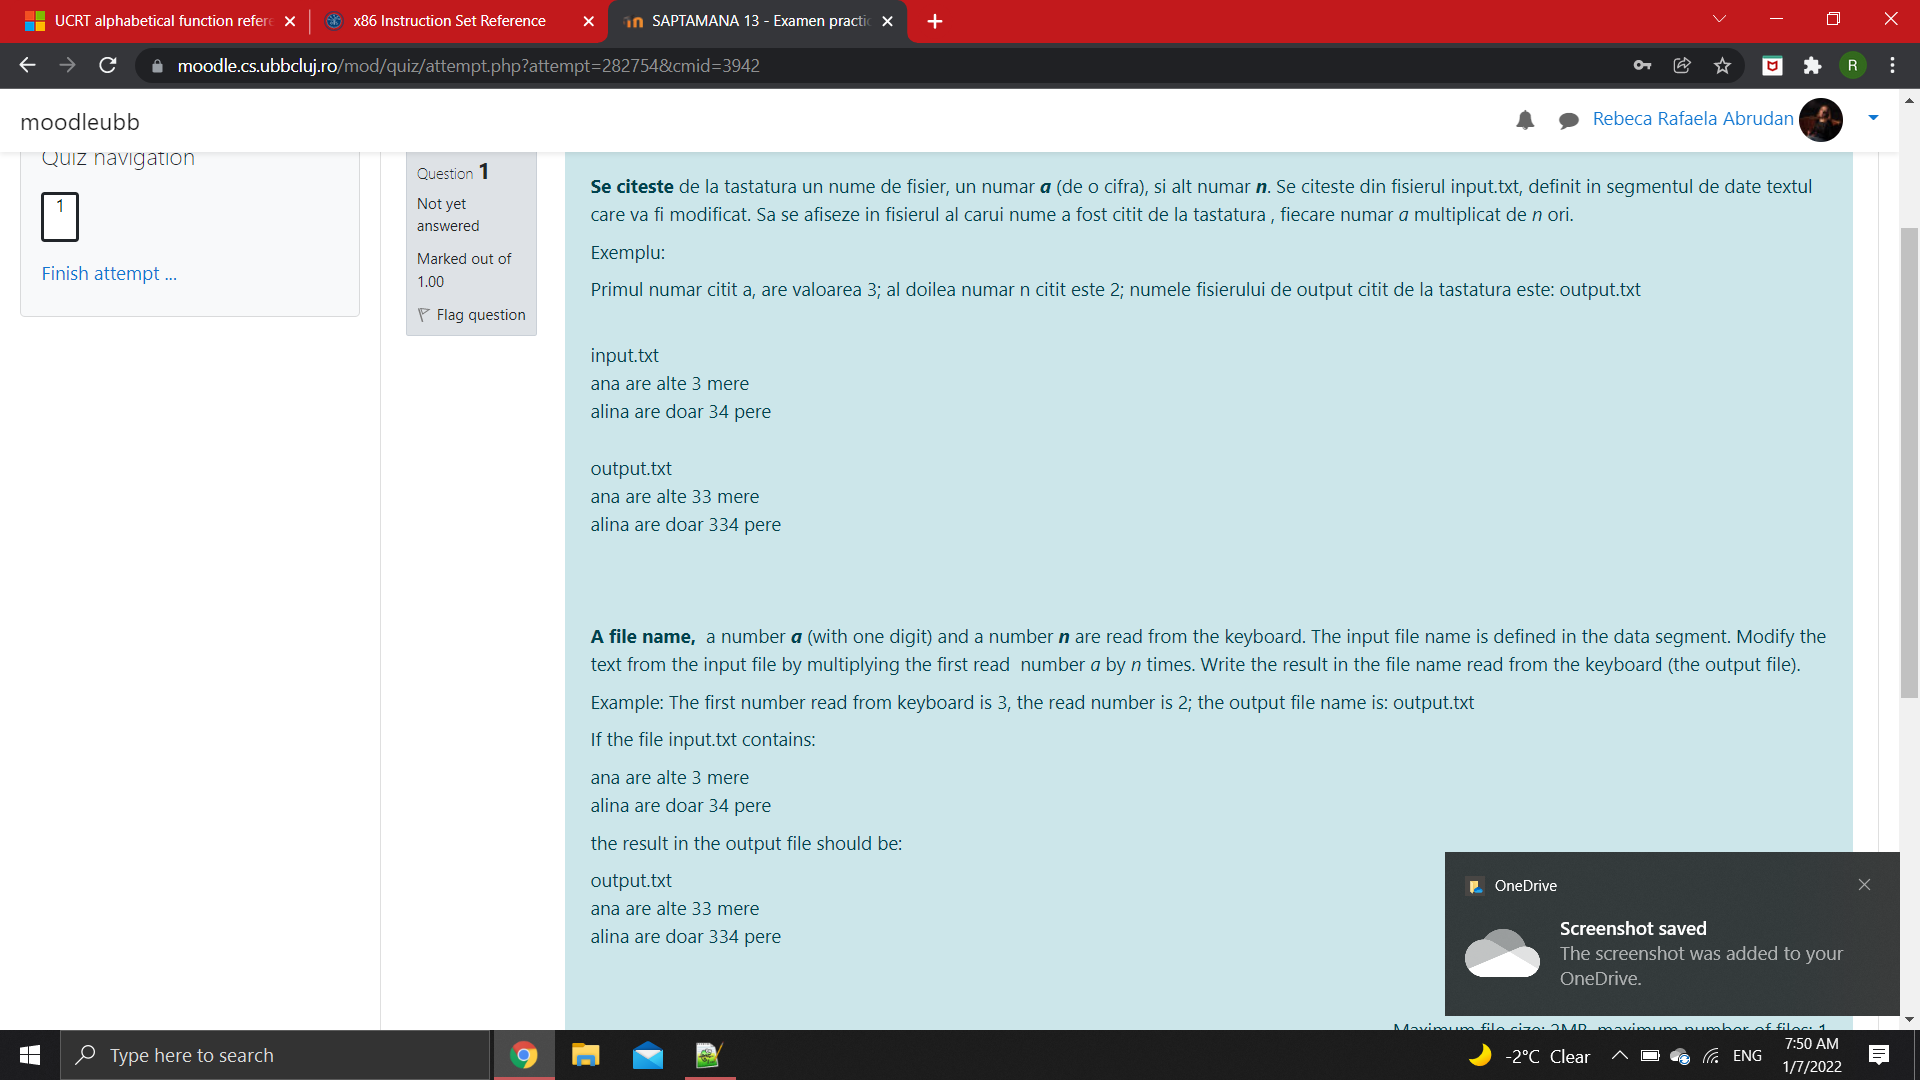 UCRT alphabetical function refere
x86 Instruction Set Reference
SAPTAMANA 13 - Examen practic
moodle.cs.ubbcluj.ro/mod/quiz/attempt.php?attempt=282754&cmid=3942
R
moodleubb
Rebeca Rafaela Abrudan
Quiz navigation
1
Finish attempt ...
Question 1
Not yet
answered
Marked out of
1.00
Flag question
Se citeste de la tastatura un nume de fisier, un numar a (de o cifra), si alt numar n. Se citeste din fisierul input.txt, definit in segmentul de date textul
care va fi modificat. Sa se afiseze in fisierul al carui nume a fost citit de la tastatura , fiecare numar a multiplicat de n ori.
Exemplu:
Primul numar citit a, are valoarea 3; al doilea numar n citit este 2; numele fisierului de output citit de la tastatura este: output.txt
input.txt
ana are alte 3 mere
alina are doar 34 pere
output.txt
ana are alte 33 mere
alina are doar 334 pere
A file name, a number a (with one digit) and a number n are read from the keyboard. The input file name is defined in the data segment. Modify the
text from the input file by multiplying the first read number a by n times. Write the result in the file name read from the keyboard (the output file).
Example: The first number read from keyboard is 3, the read number is 2; the output file name is: output.txt
If the file input.txt contains:
ana are alte 3 mere
alina are doar 34 pere
the result in the output file should be:
output.txt
ana are alte 33 mere
alina are doar 334 pere
OneDrive
Screenshot saved
The screenshot was added to your
OneDrive.
Maximum file size: 2MB, maximum number of files: 1
Type here to search
-2°C Clear
ENG
7:50 AM
1/7/2022